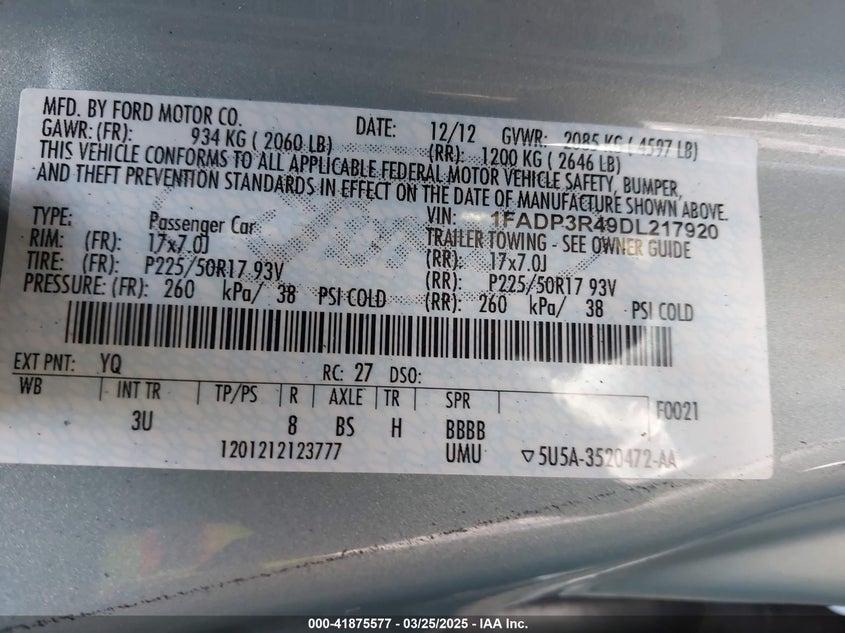 MFD. BY FORD MOTOR CO. DATE: 12/12 GVWR: 2085 KG ( 4597 LB)
GAWR: (FR): 934 KG ( 2060 LB) (RR): 1200 KG ( 2646 LB)
THIS VEHICLE CONFORMS TO ALL APPLICABLE FEDERAL MOTOR VEHICLE SAFETY, BUMPER,
AND THEFT PREVENTION STANDARDS IN EFFECT ON THE DATE OF MANUFACTURE SHOWN ABOVE.
VIN: 1FADP3R49DL217920
TYPE: Passenger Car TRAILER TOWING - SEE OWNER GUIDE
RIM: (FR): 17x7.0J (RR): 17x7.0J
TIRE: (FR): P225/50R17 93V (RR): P225/50R17 93V
PRESSURE: (FR): 260 kPa/ 38 PSI COLD (RR): 260 kPa/ 38 PSI COLD
EXT PNT: YQ RC: 27 DSO:
WB INT TR TP/PS R AXLE TR SPR F0021
3U 8 BS H BBBB
1201212123777 UMU ▽5U5A-3520472-AA
000-41875577 - 03/25/2025 - IAA Inc.